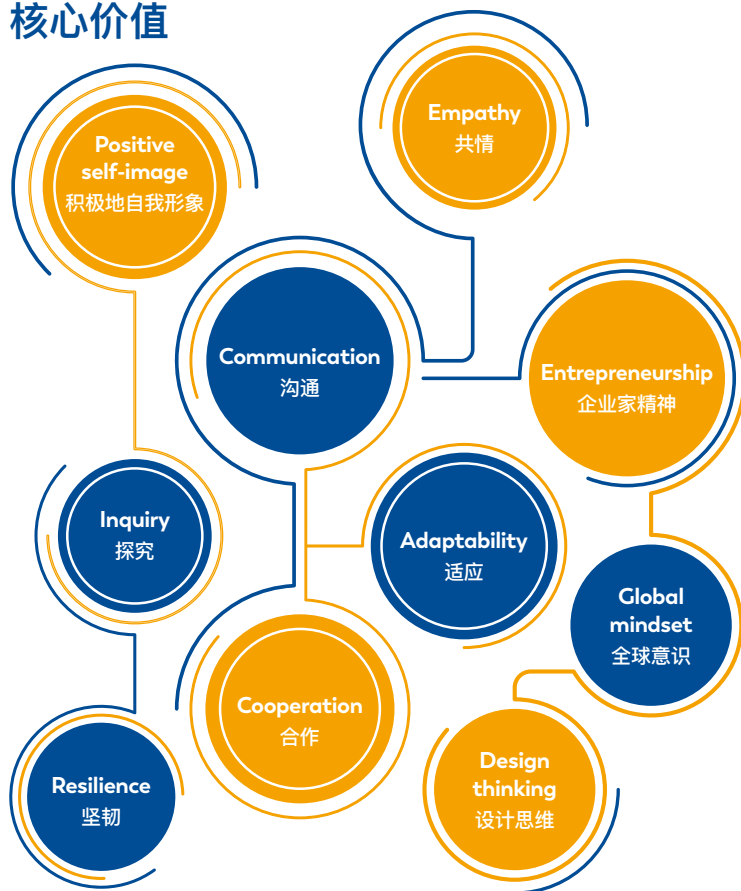 核心价值
Positive
self-image
积极地自我形象
Empathy
共情
Communication
沟通
Entrepreneurship
企业家精神
Inquiry
探究
Adaptability
适应
Global
mindset
全球意识
Cooperation
合作
Resilience
坚韧
Design
thinking
设计思维